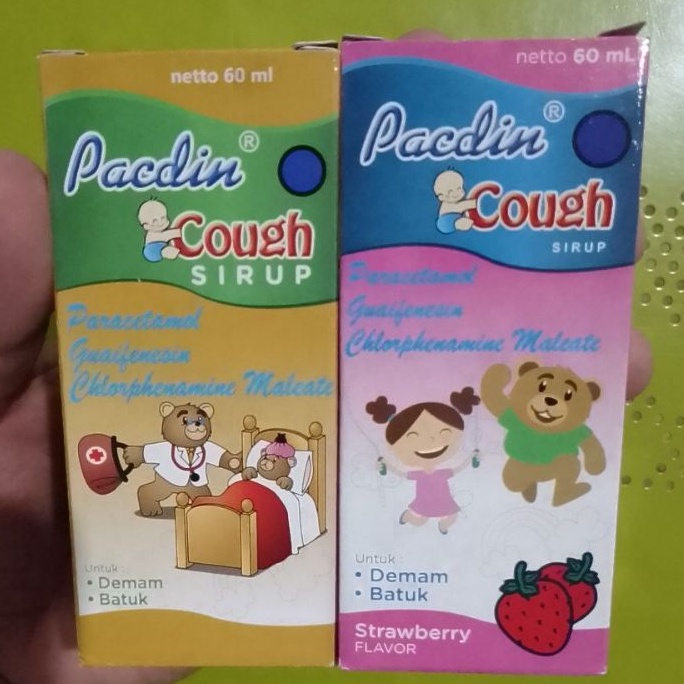 netto 60 ml
Pacdin®
Cough
SIRUP
Paracetamol
Guaifenesin
Chlorphenamine Maleate
Untuk :
• Demam
• Batuk
netto 60 mL
Pacdin®
Cough
SIRUP
Paracetamol
Guaifenesin
Chlorphenamine Maleate
Untuk :
• Demam
• Batuk
Strawberry
FLAVOR